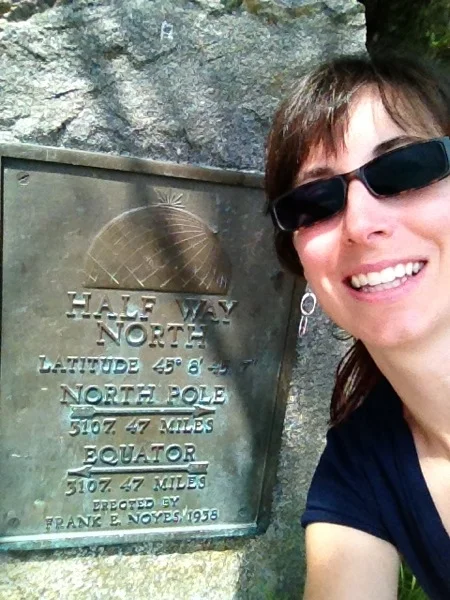 HALF WAY
NORTH
LATITUDE 45° 8' 45.7"
NORTH POLE
3107. 47 MILES
EQUATOR
3107. 47 MILES
ERECTED BY
FRANK E. NOYES 1938